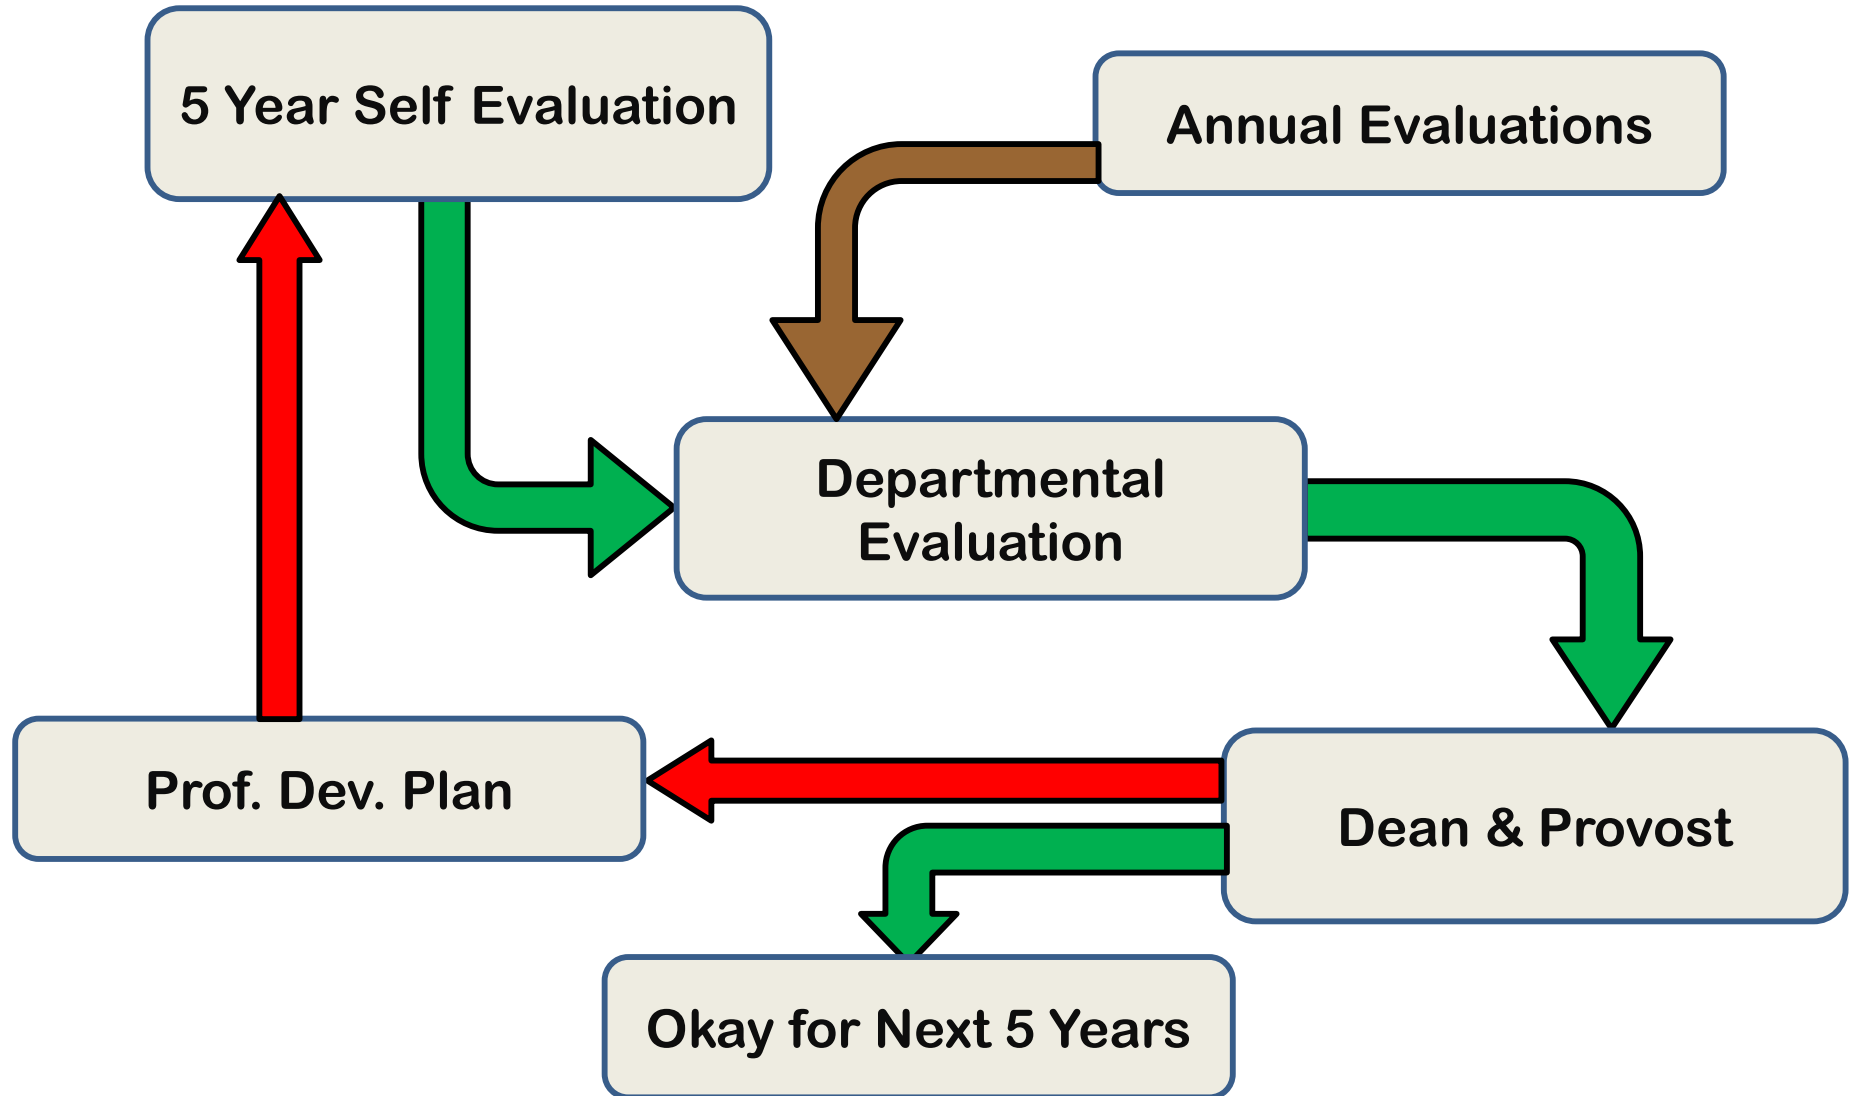 5 Year Self Evaluation
Annual Evaluations
Departmental
Evaluation
Prof. Dev. Plan
Dean & Provost
Okay for Next 5 Years